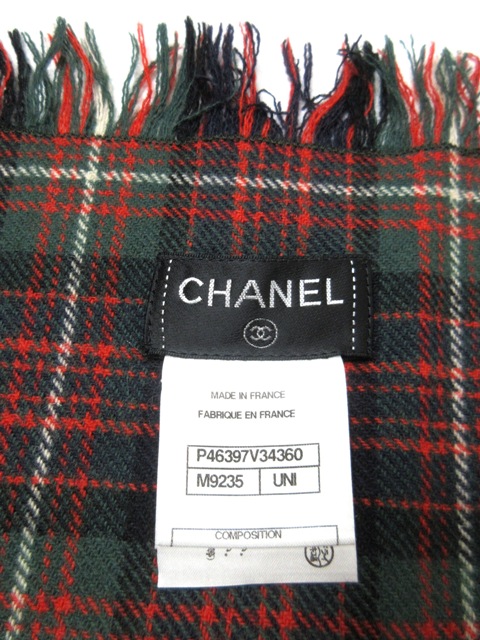 CHANEL
MADE IN FRANCE
FABRIQUE EN FRANCE
P46397V34360
M9235 UNI
COMPOSITION